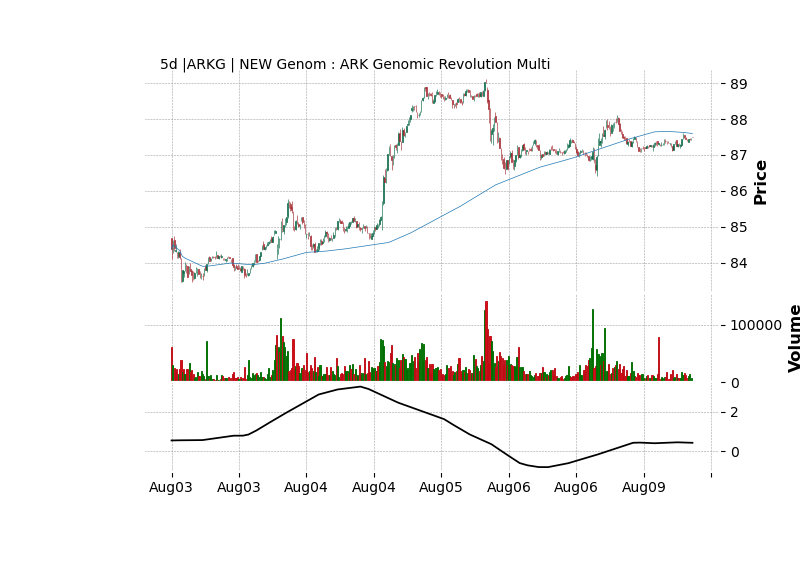 5d |ARKG | NEW Genom : ARK Genomic Revolution Multi
89
88
87
86
85
84
Price
100000
0
Volume
2
0
Aug03 Aug03 Aug04 Aug04 Aug05 Aug06 Aug06 Aug09